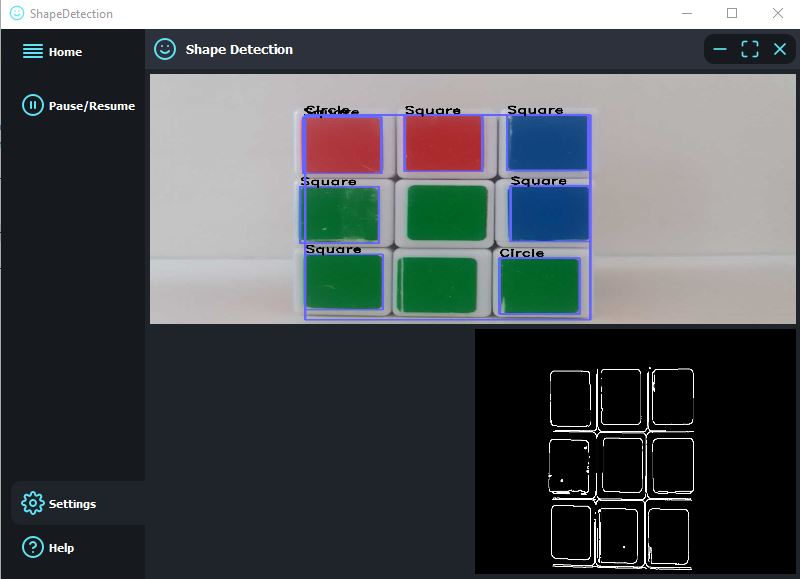 ShapeDetection
Home
Shape Detection
Pause/Resume
Circle
Square
Square
Square
Square
Square
Square
Circle
Settings
Help